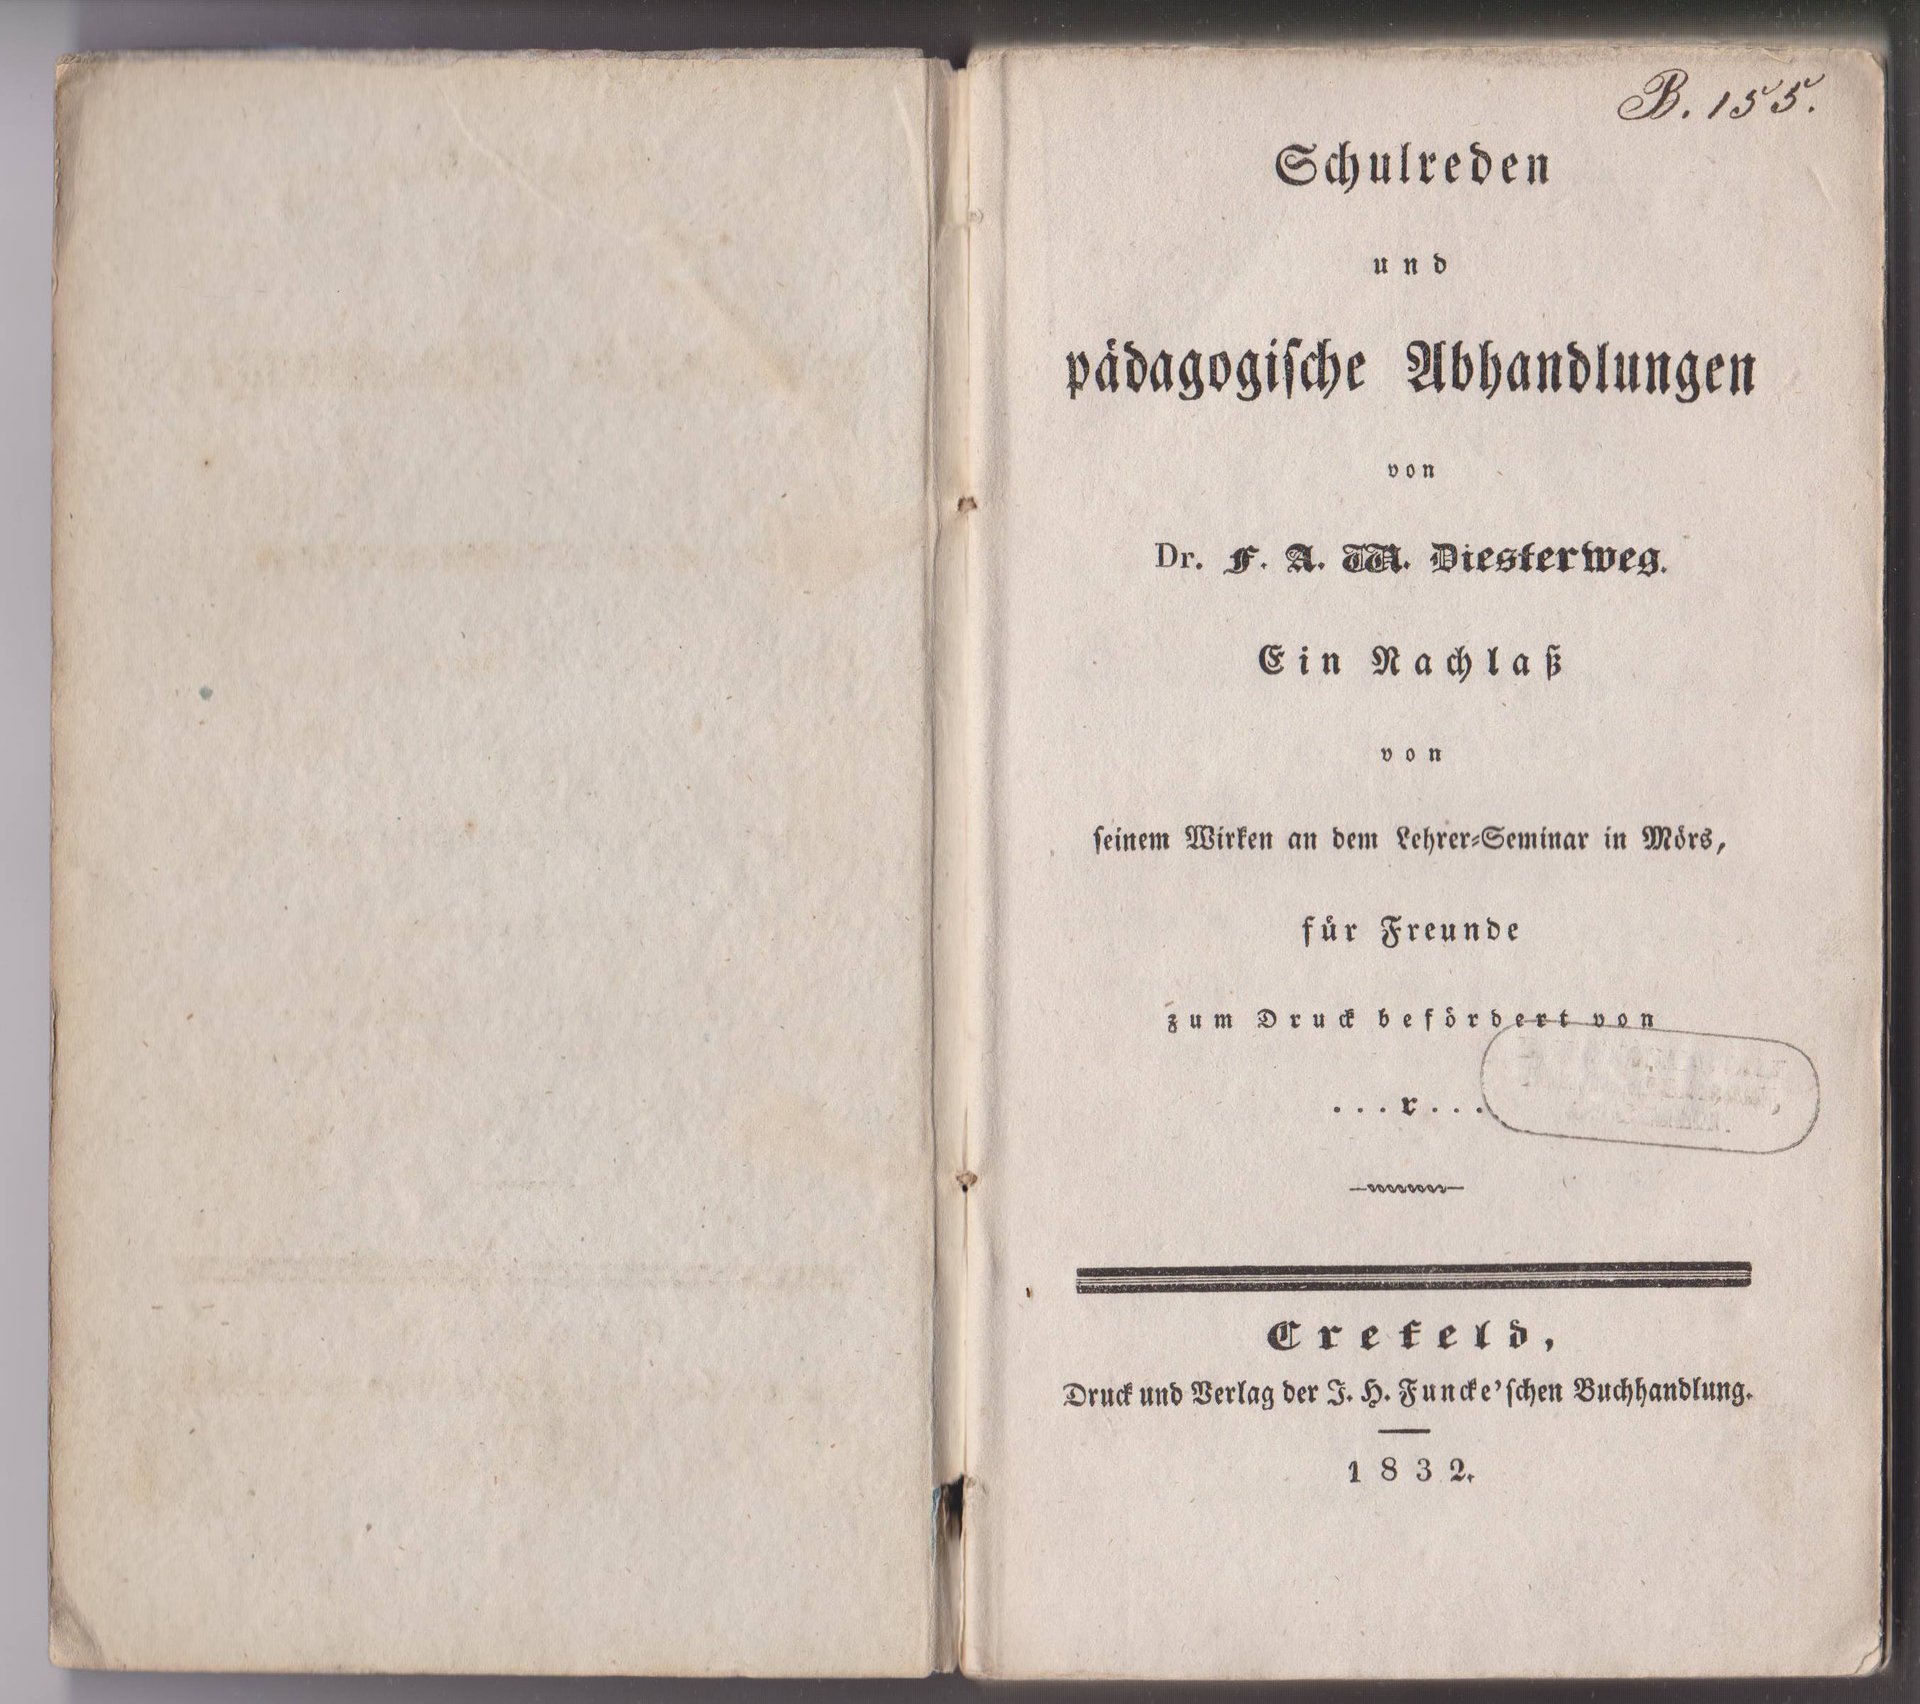 B. 155.
Schulreden
und
pädagogische Abhandlungen
von
Dr. F. A. W. Diesterweg.
Ein Nachlaß
von
seinem Wirken an dem Lehrer-Seminar in Mörs,
für Freunde
zum Druck befördert von
...r...
Crefeld,
Druck und Verlag der J. H. Funcke'schen Buchhandlung.
1832.